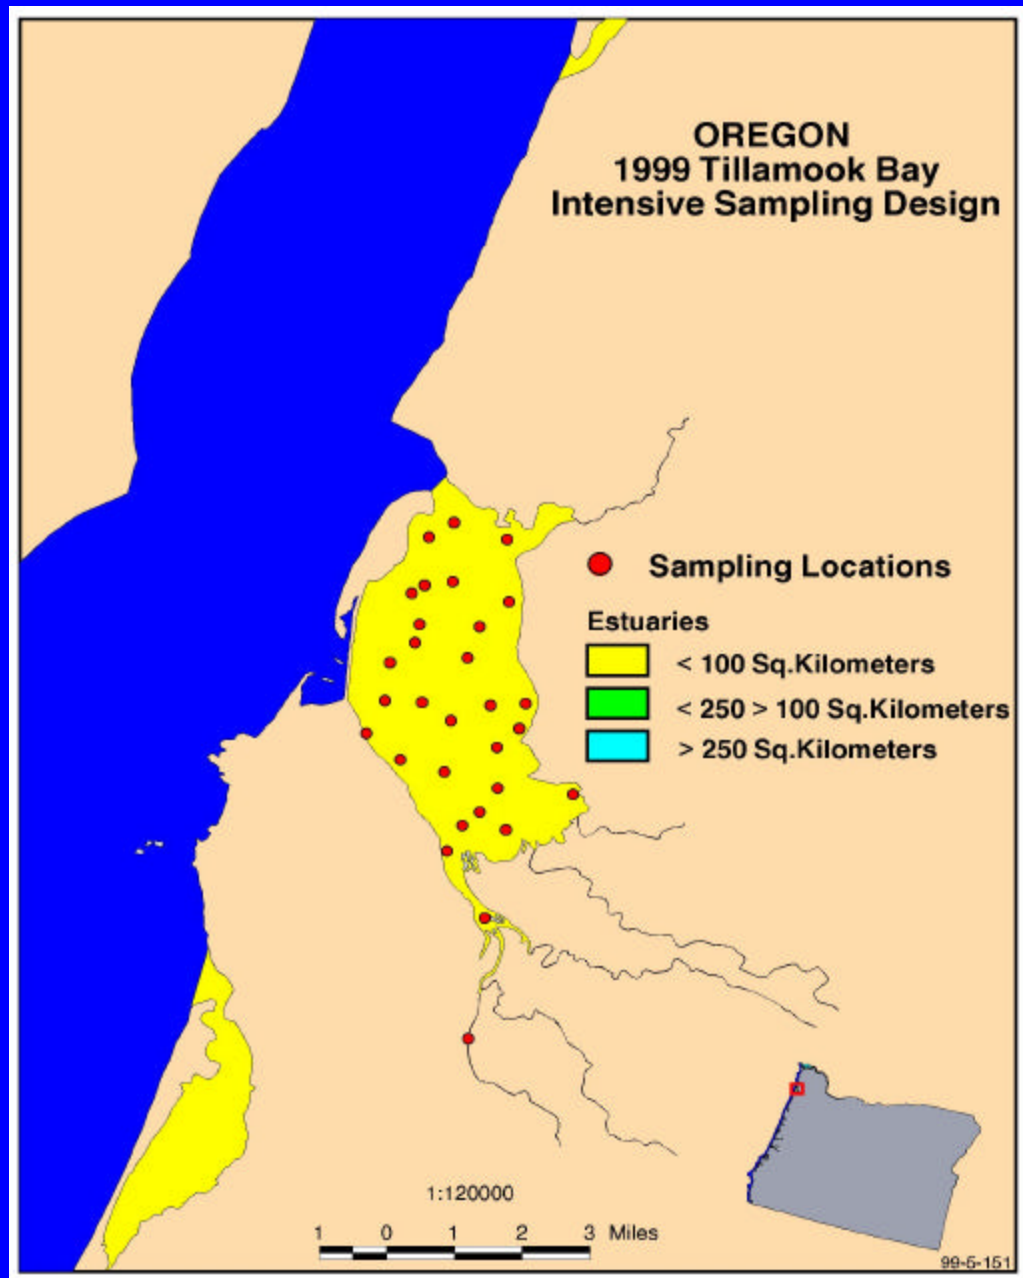 OREGON
1999 Tillamook Bay
Intensive Sampling Design
Sampling Locations
Estuaries
< 100 Sq.Kilometers
< 250 > 100 Sq.Kilometers
> 250 Sq.Kilometers
1:120000
1 0 1 2 3 Miles
99-5-151